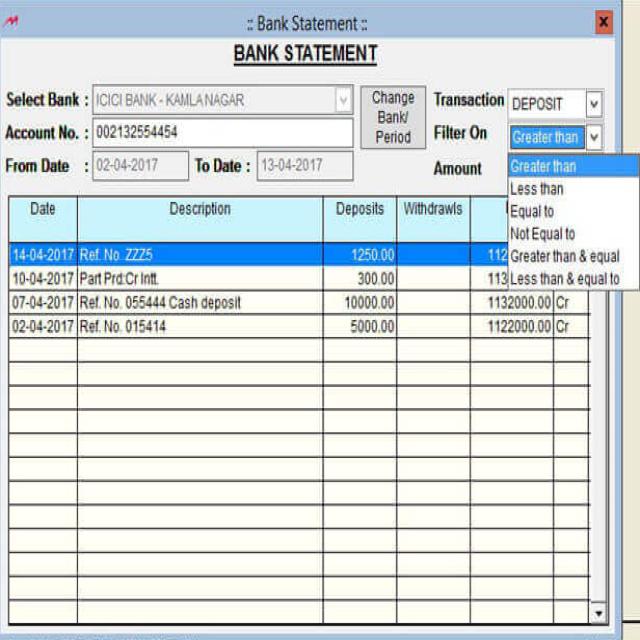 :: Bank Statement ::
x
BANK STATEMENT
Select Bank : ICICI BANK - KAMLA NAGAR
Change Bank/ Period
Transaction DEPOSIT
Account No. : 002132554454
Filter On Greater than
From Date : 02-04-2017 To Date : 13-04-2017
Amount
Greater than
Less than
Equal to
Not Equal to
Greater than & equal
Less than & equal to
Date Description Deposits Withdrawls
14-04-2017 Ref. No. ZZZ5 1250.00 112
10-04-2017 Part Prd:Cr Intt. 300.00 113
07-04-2017 Ref. No. 055444 Cash deposit 10000.00 1132000.00 Cr
02-04-2017 Ref. No. 015414 5000.00 1122000.00 Cr